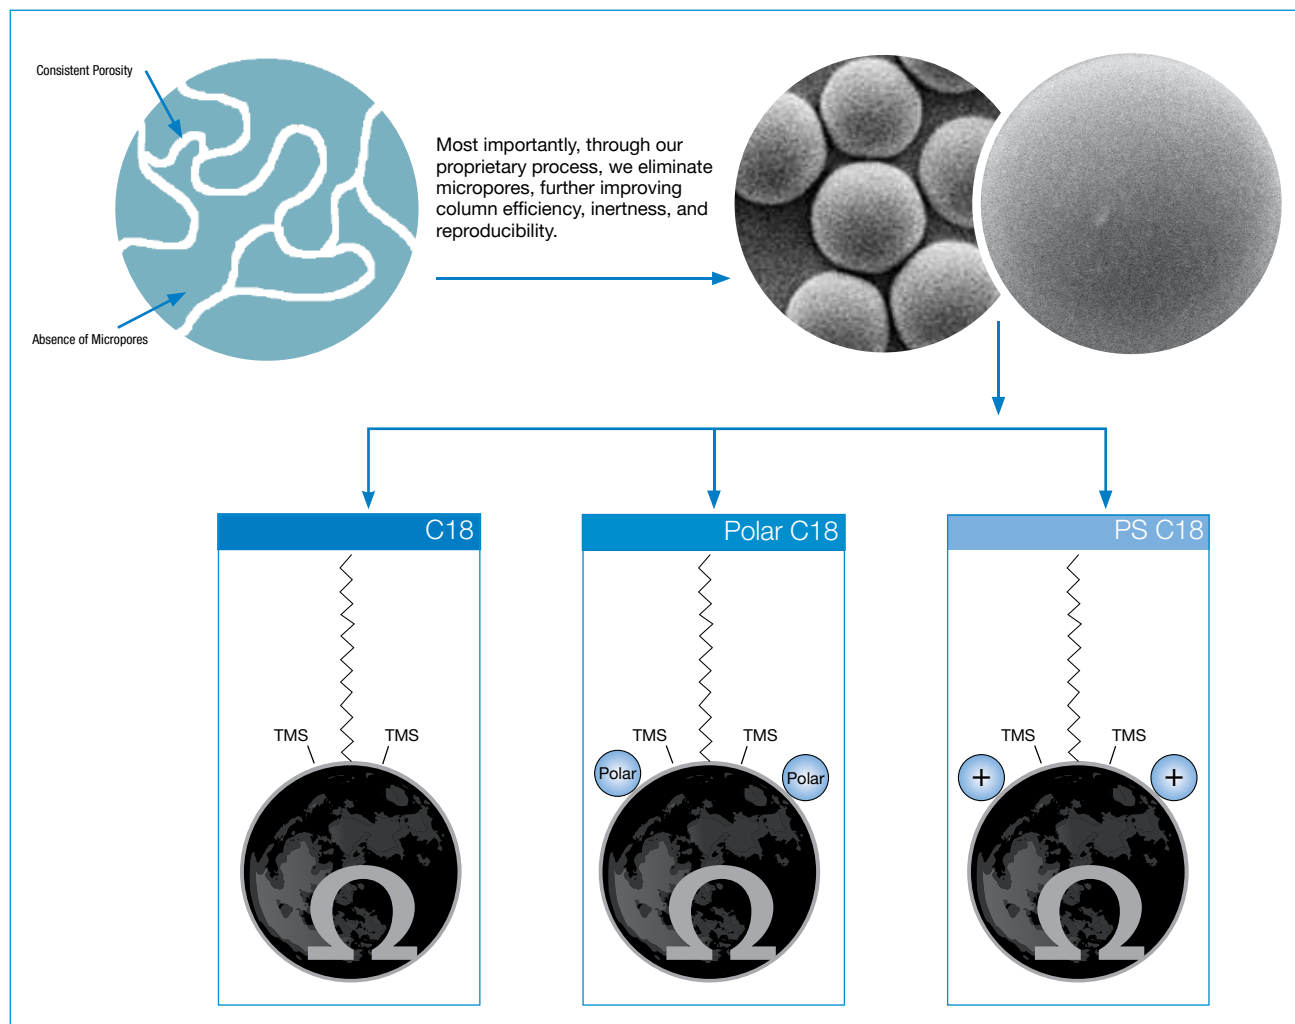 Consistent Porosity
Most importantly, through our
proprietary process, we eliminate
micropores, further improving
column efficiency, inertness, and
reproducibility.
Absence of Micropores
C18
Polar C18
PS C18
TMS TMS
TMS TMS
TMS TMS
Polar Polar
+ +
Ω
Ω
Ω